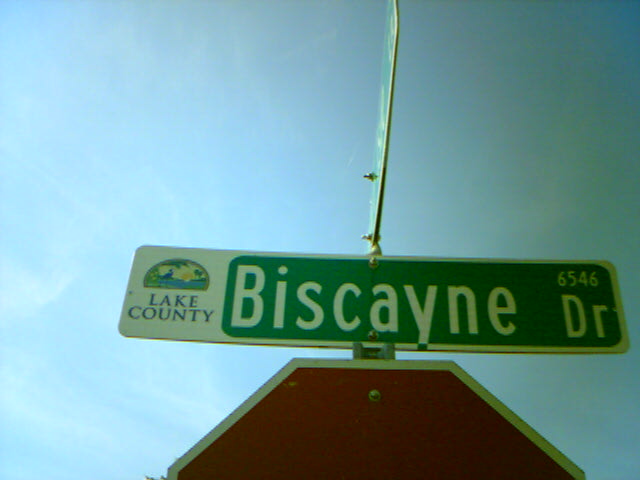 LAKE
COUNTY
Biscayne Dr
6546